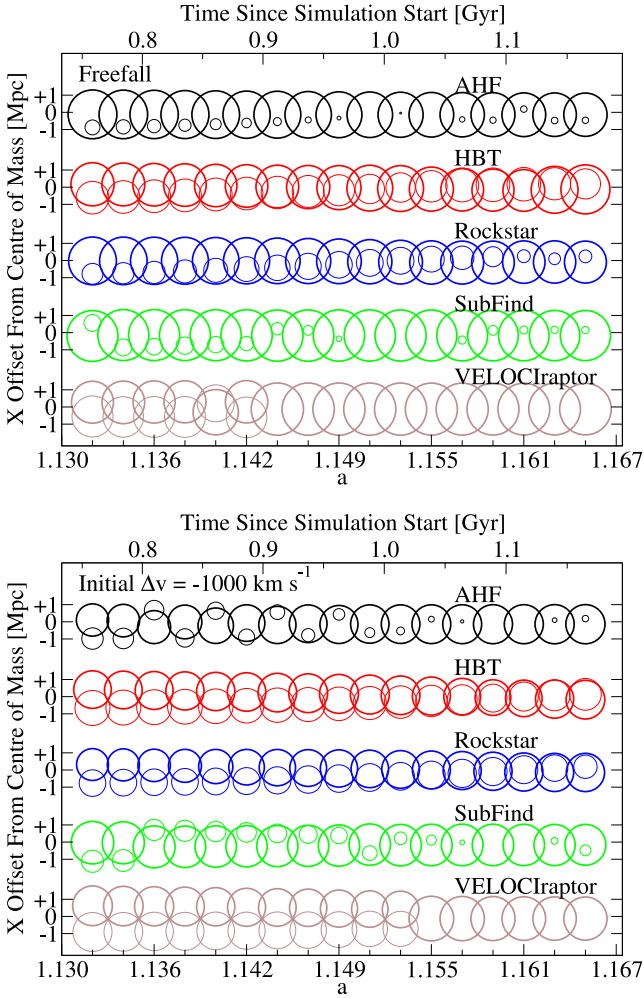 Time Since Simulation Start [Gyr]
0.8 0.9 1.0 1.1
X Offset From Centre of Mass [Mpc]
Freefall
AHF
+1
0
-1
HBT
+1
0
-1
Rockstar
+1
0
-1
SubFind
+1
0
-1
VELOCIraptor
+1
0
-1
1.130 1.136 1.142 1.149 1.155 1.161 1.167
a
Time Since Simulation Start [Gyr]
0.8 0.9 1.0 1.1
X Offset From Centre of Mass [Mpc]
Initial Δv = -1000 km s⁻¹
AHF
+1
0
-1
HBT
+1
0
-1
Rockstar
+1
0
-1
SubFind
+1
0
-1
VELOCIraptor
+1
0
-1
1.130 1.136 1.142 1.149 1.155 1.161 1.167
a